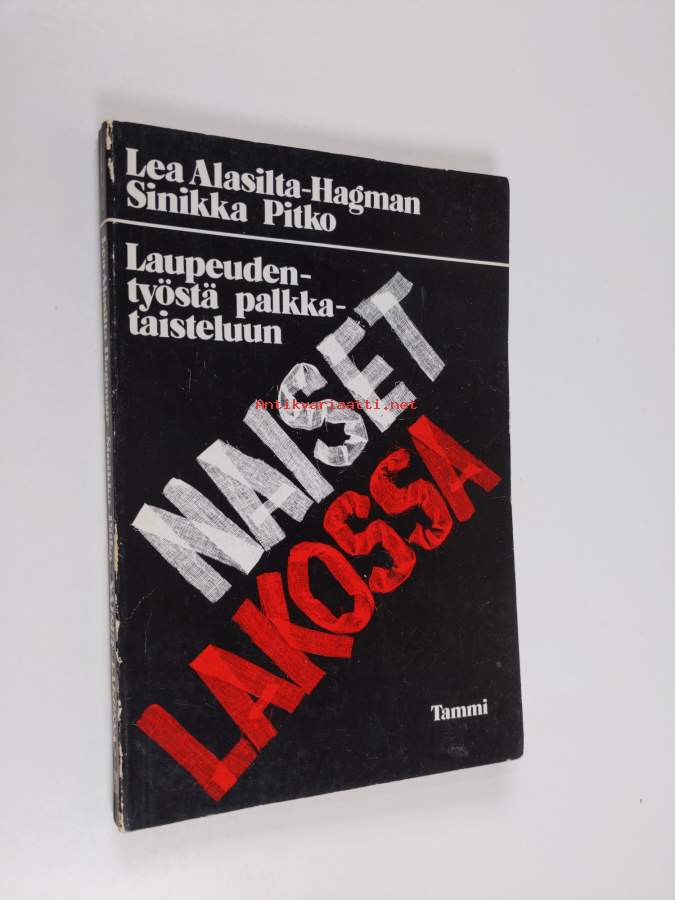 Lea Alasilta-Hagman
Sinikka Pitko
Laupeuden-
työstä palkka-
taisteluun
NAISET
LAKOSSA
Antikvariaatti.net
Tammi